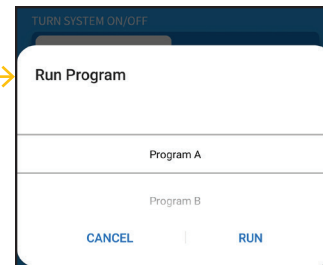 TURN SYSTEM ON/OFF
Run Program
Program A
Program B
CANCEL
RUN